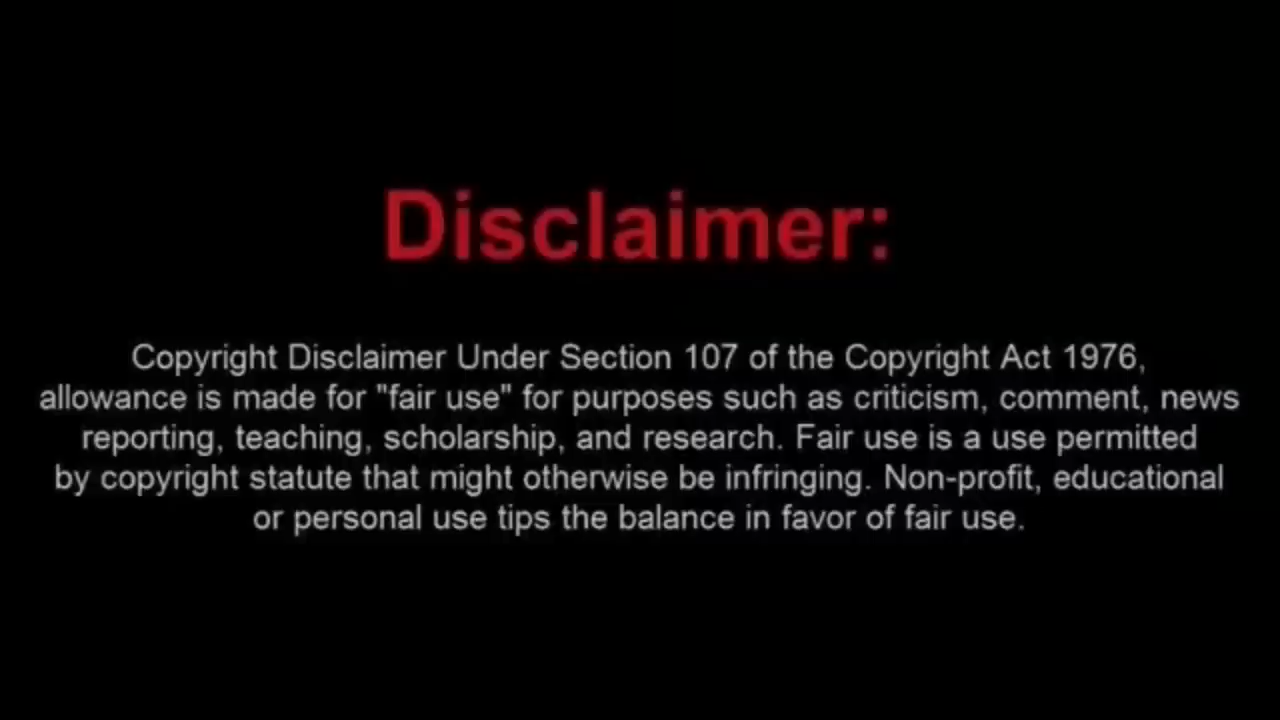 Disclaimer:
Copyright Disclaimer Under Section 107 of the Copyright Act 1976,
allowance is made for "fair use" for purposes such as criticism, comment, news
reporting, teaching, scholarship, and research. Fair use is a use permitted
by copyright statute that might otherwise be infringing. Non-profit, educational
or personal use tips the balance in favor of fair use.